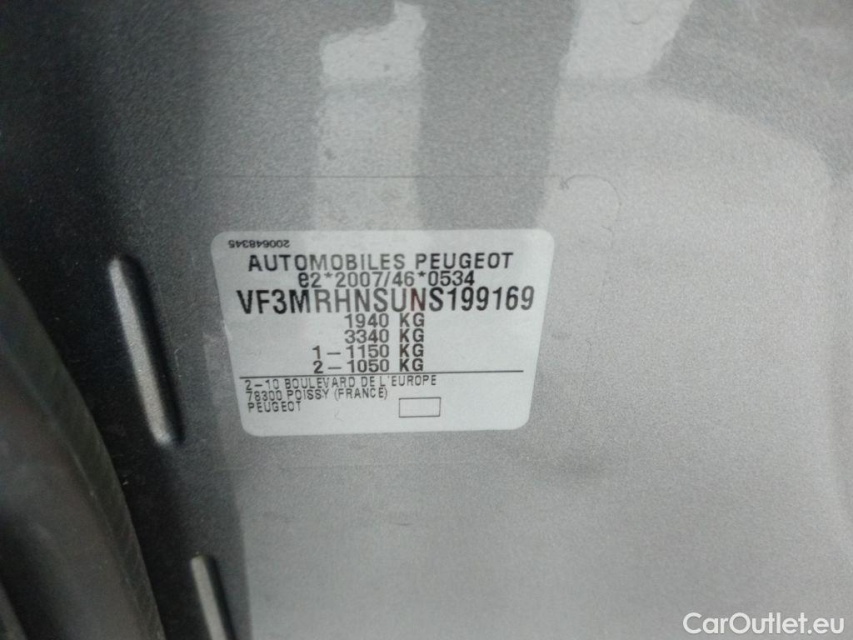 200648345
AUTOMOBILES PEUGEOT
e2*2007/46*0534
VF3MRHNSUNS199169
1940 KG
3340 KG
1-1150 KG
2-1050 KG
2-10 BOULEVARD DE L'EUROPE
78300 POISSY (FRANCE)
PEUGEOT
CarOutlet.eu